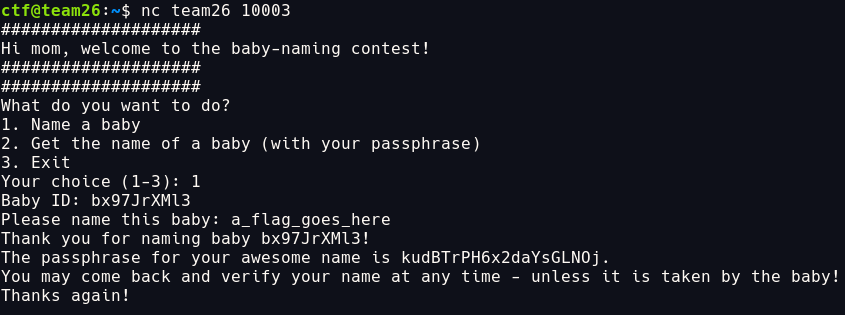 ctf@team26:~$ nc team26 10003
####################
Hi mom, welcome to the baby-naming contest!
####################
####################
What do you want to do?
1. Name a baby
2. Get the name of a baby (with your passphrase)
3. Exit
Your choice (1-3): 1
Baby ID: bx97JrXMl3
Please name this baby: a_flag_goes_here
Thank you for naming baby bx97JrXMl3!
The passphrase for your awesome name is kudBTrPH6x2daYsGLNOj.
You may come back and verify your name at any time - unless it is taken by the baby!
Thanks again!